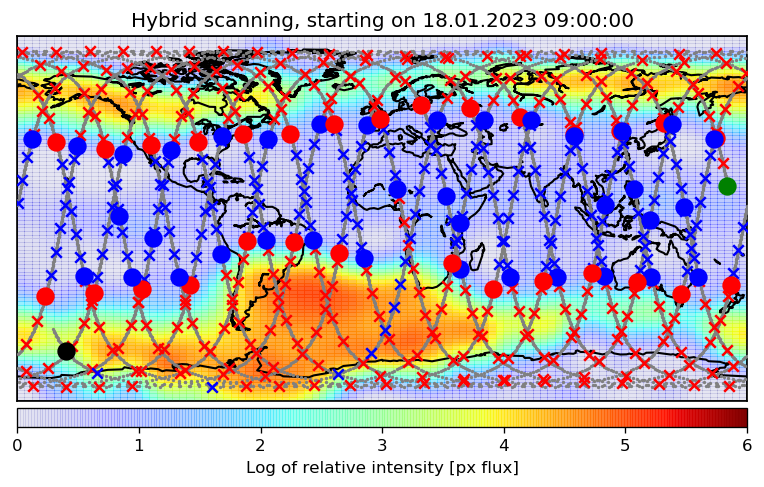 Hybrid scanning, starting on 18.01.2023 09:00:00
0 1 2 3 4 5 6
Log of relative intensity [px flux]